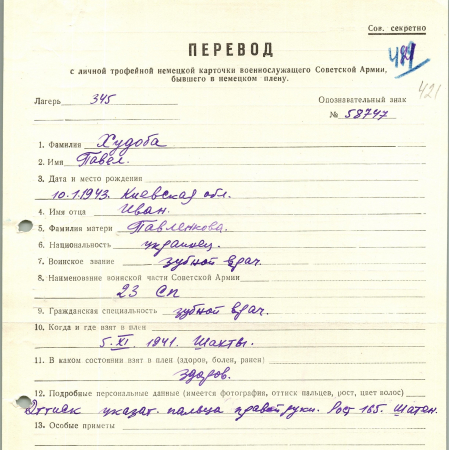 Сов. секретно
ПЕРЕВОД
484
с личной трофейной немецкой карточки военнослужащего Советской Армии,
бывшего в немецком плену.
421
Лагерь 345
Опознавательный знак
№ 58747
1. Фамилия Худоба
2. Имя Павел.
3. Дата и место рождения
10.1.1943. Киевская обл.
4. Имя отца Иван.
5. Фамилия матери Павленкова.
6. Национальность украинец.
7. Воинское звание зубной врач.
8. Наименование воинской части Советской Армии
23 СП
9. Гражданская специальность зубной врач.
10. Когда и где взят в плен
5. XI. 1941. Шахты.
11. В каком состоянии взят в плен (здоров, болен, ранен)
здоров.
12. Подробные персональные данные (имеется фотография, оттиск пальцев, рост, цвет волос)
Оттиск указат. пальца правой руки. Рост 165. Шатен.
13. Особые приметы